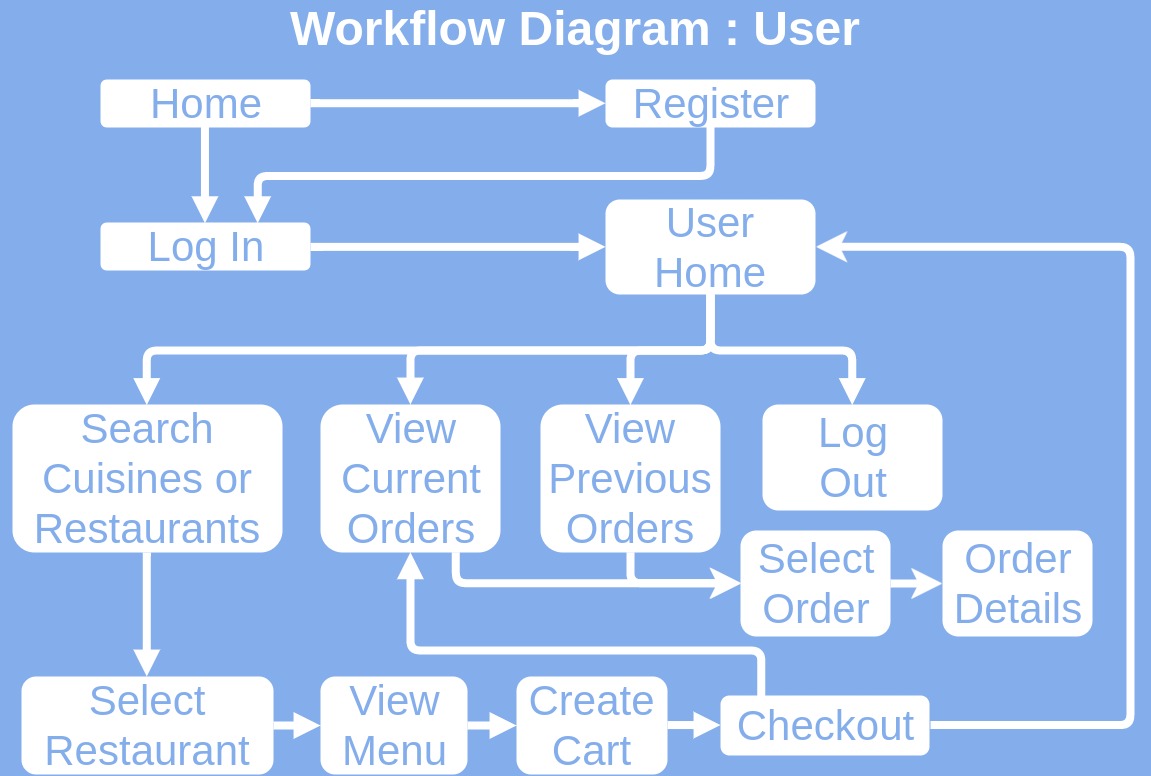 Workflow Diagram : User
Home
Register
Log In
User
Home
Search
Cuisines or
Restaurants
View
Current
Orders
View
Previous
Orders
Log
Out
Select
Order
Order
Details
Select
Restaurant
View
Menu
Create
Cart
Checkout